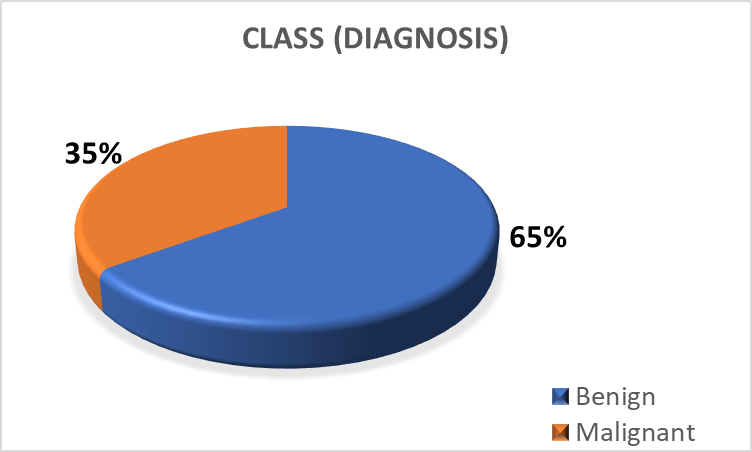 CLASS (DIAGNOSIS)
35%
65%
Benign
Malignant